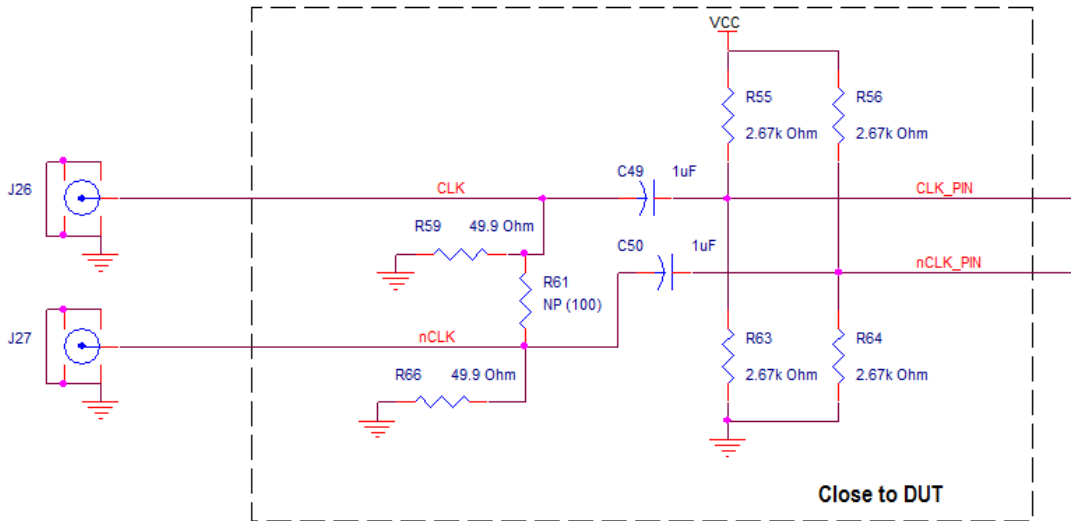 VCC
R55
2.67k Ohm
R56
2.67k Ohm
J26
CLK
C49 1uF
CLK_PIN
R59 49.9 Ohm
C50 1uF
nCLK_PIN
R61
NP (100)
J27
nCLK
R63
2.67k Ohm
R64
2.67k Ohm
R66 49.9 Ohm
Close to DUT